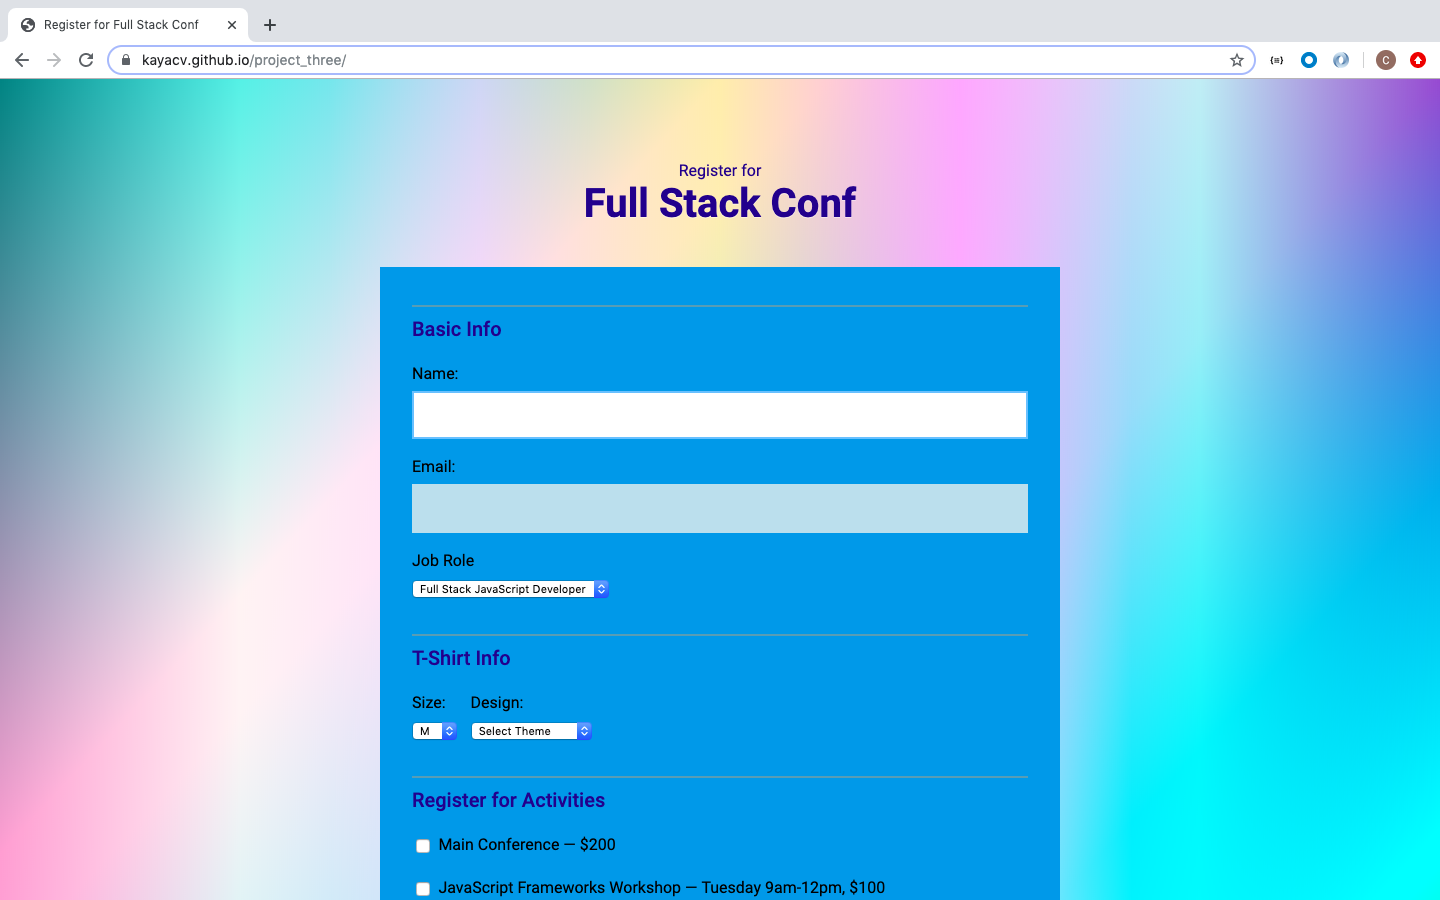 Register for Full Stack Conf
kayacv.github.io/project_three/
C
Register for
Full Stack Conf
Basic Info
Name:
Email:
Job Role
Full Stack JavaScript Developer
T-Shirt Info
Size: Design:
M Select Theme
Register for Activities
Main Conference — $200
JavaScript Frameworks Workshop — Tuesday 9am-12pm, $100